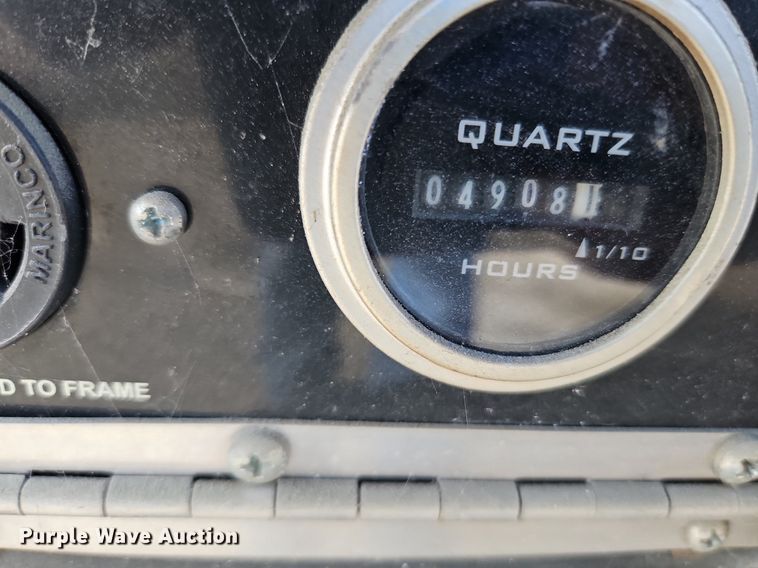 QUARTZ
04908
1/10
HOURS
MARINCO
D TO FRAME
Purple Wave Auction